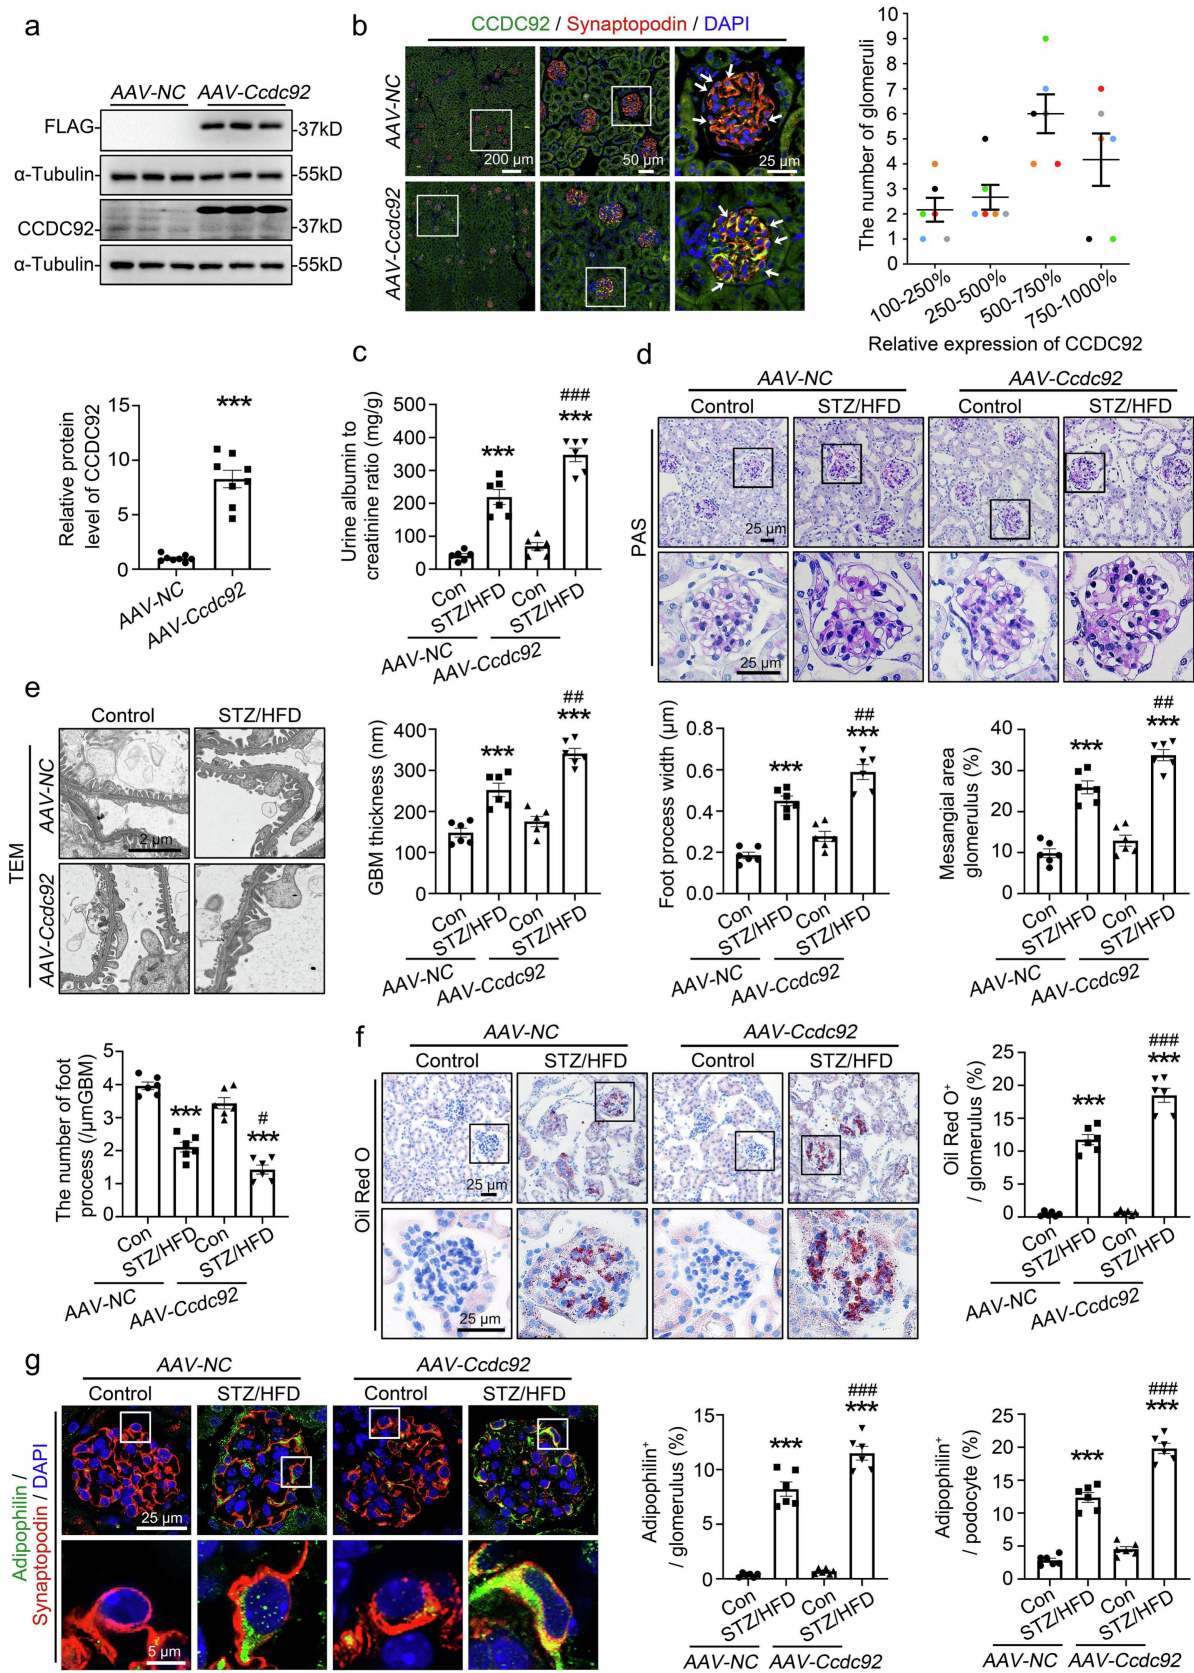 a
AAV-NC AAV-Ccdc92
FLAG 37kD
α-Tubulin 55kD
CCDC92 37kD
α-Tubulin 55kD
b
CCDC92 / Synaptopodin / DAPI
AAV-NC
200 μm 50 μm 25 μm
AAV-Ccdc92
The number of glomeruli
10
9
8
7
6
5
4
3
2
1
0
100-250% 250-500% 500-750% 750-1000%
Relative expression of CCDC92
Relative protein
level of CCDC92
15
10
5
0
***
AAV-NC
AAV-Ccdc92
c
Urine albumin to
creatinine ratio (mg/g)
500
400
300
200
100
0
***
###
***
Con STZ/HFD Con STZ/HFD
AAV-NC AAV-Ccdc92
d
AAV-NC AAV-Ccdc92
Control STZ/HFD Control STZ/HFD
PAS
25 μm
25 μm
e
Control STZ/HFD
TEM
AAV-NC
2 μm
AAV-Ccdc92
GBM thickness (nm)
400
300
200
100
0
***
##
***
Con STZ/HFD Con STZ/HFD
AAV-NC AAV-Ccdc92
Foot process width (μm)
0.8
0.6
0.4
0.2
0.0
***
##
***
Con STZ/HFD Con STZ/HFD
AAV-NC AAV-Ccdc92
Mesangial area
glomerulus (%)
40
30
20
10
0
***
##
***
Con STZ/HFD Con STZ/HFD
AAV-NC AAV-Ccdc92
The number of foot
process (/μmGBM)
5
4
3
2
1
0
***
#
***
Con STZ/HFD Con STZ/HFD
AAV-NC AAV-Ccdc92
f
AAV-NC AAV-Ccdc92
Control STZ/HFD Control STZ/HFD
Oil Red O
25 μm
25 μm
Oil Red O+
/ glomerulus (%)
25
20
15
10
5
0
***
###
***
Con STZ/HFD Con STZ/HFD
AAV-NC AAV-Ccdc92
g
AAV-NC AAV-Ccdc92
Control STZ/HFD Control STZ/HFD
Adipophilin /
Synaptopodin / DAPI
25 μm
5 μm
Adipophilin+
/ glomerulus (%)
15
10
5
0
***
###
***
Con STZ/HFD Con STZ/HFD
AAV-NC AAV-Ccdc92
Adipophilin+
/ podocyte (%)
25
20
15
10
5
0
***
###
***
Con STZ/HFD Con STZ/HFD
AAV-NC AAV-Ccdc92